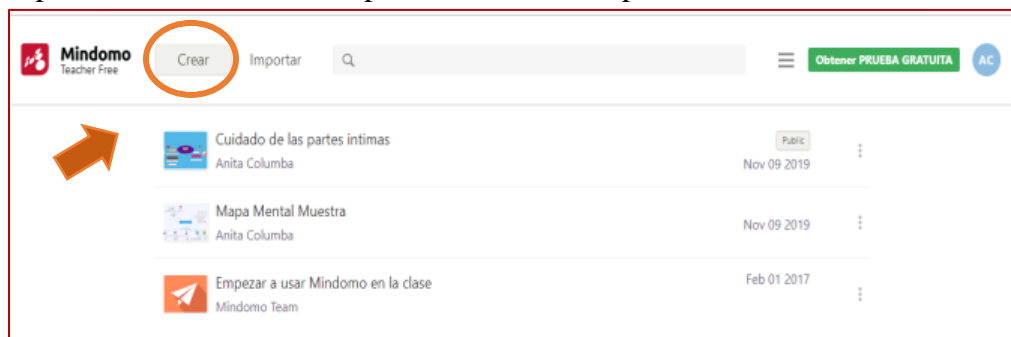 Mindomo
Teacher Free
Crear
Importar
Obtener PRUEBA GRATUITA
AC
Cuidado de las partes intimas
Anita Columba
Public
Nov 09 2019
Mapa Mental Muestra
Anita Columba
Nov 09 2019
Empezar a usar Mindomo en la clase
Mindomo Team
Feb 01 2017